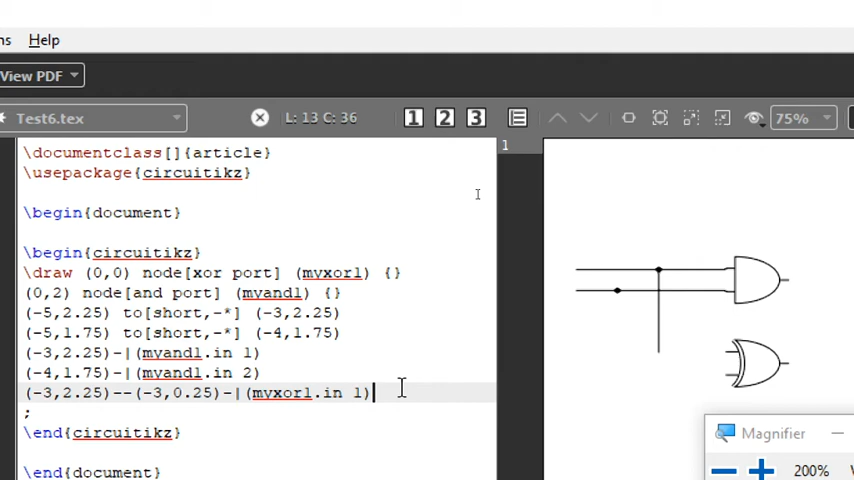 ns Help
View PDF
Test6.tex
L: 13 C: 36
1 2 3
75%
\documentclass[]{article}
\usepackage{circuitikz}
\begin{document}
\begin{circuitikz}
\draw (0,0) node[xor port] (myxor1) {}
(0,2) node[and port] (myand1) {}
(-5,2.25) to[short,-*] (-3,2.25)
(-5,1.75) to[short,-*] (-4,1.75)
(-3,2.25)-|(myand1.in 1)
(-4,1.75)-|(myand1.in 2)
(-3,2.25)--(-3,0.25)-|(myxor1.in 1)
;
\end{circuitikz}
\end{document}
1
Magnifier
200%